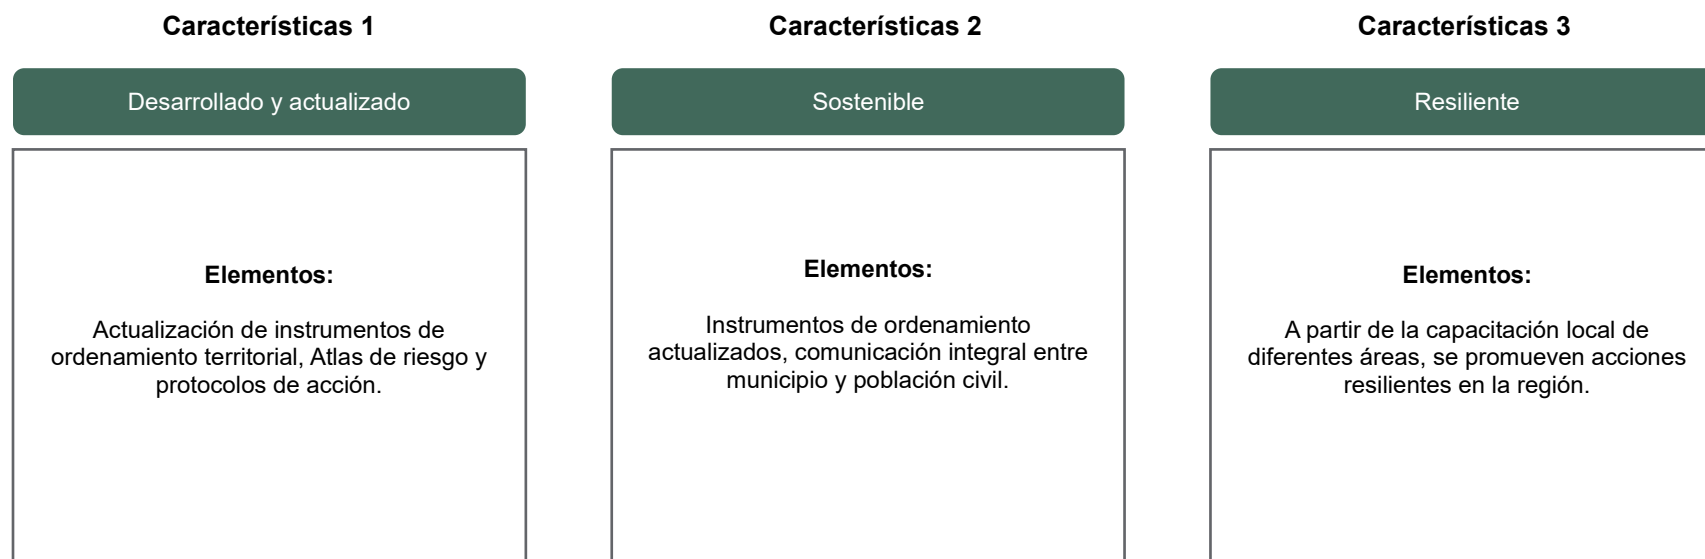 Características 1
Desarrollado y actualizado
Elementos:
Actualización de instrumentos de
ordenamiento territorial, Atlas de riesgo y
protocolos de acción.
Características 2
Sostenible
Elementos:
Instrumentos de ordenamiento
actualizados, comunicación integral entre
municipio y población civil.
Características 3
Resiliente
Elementos:
A partir de la capacitación local de
diferentes áreas, se promueven acciones
resilientes en la región.